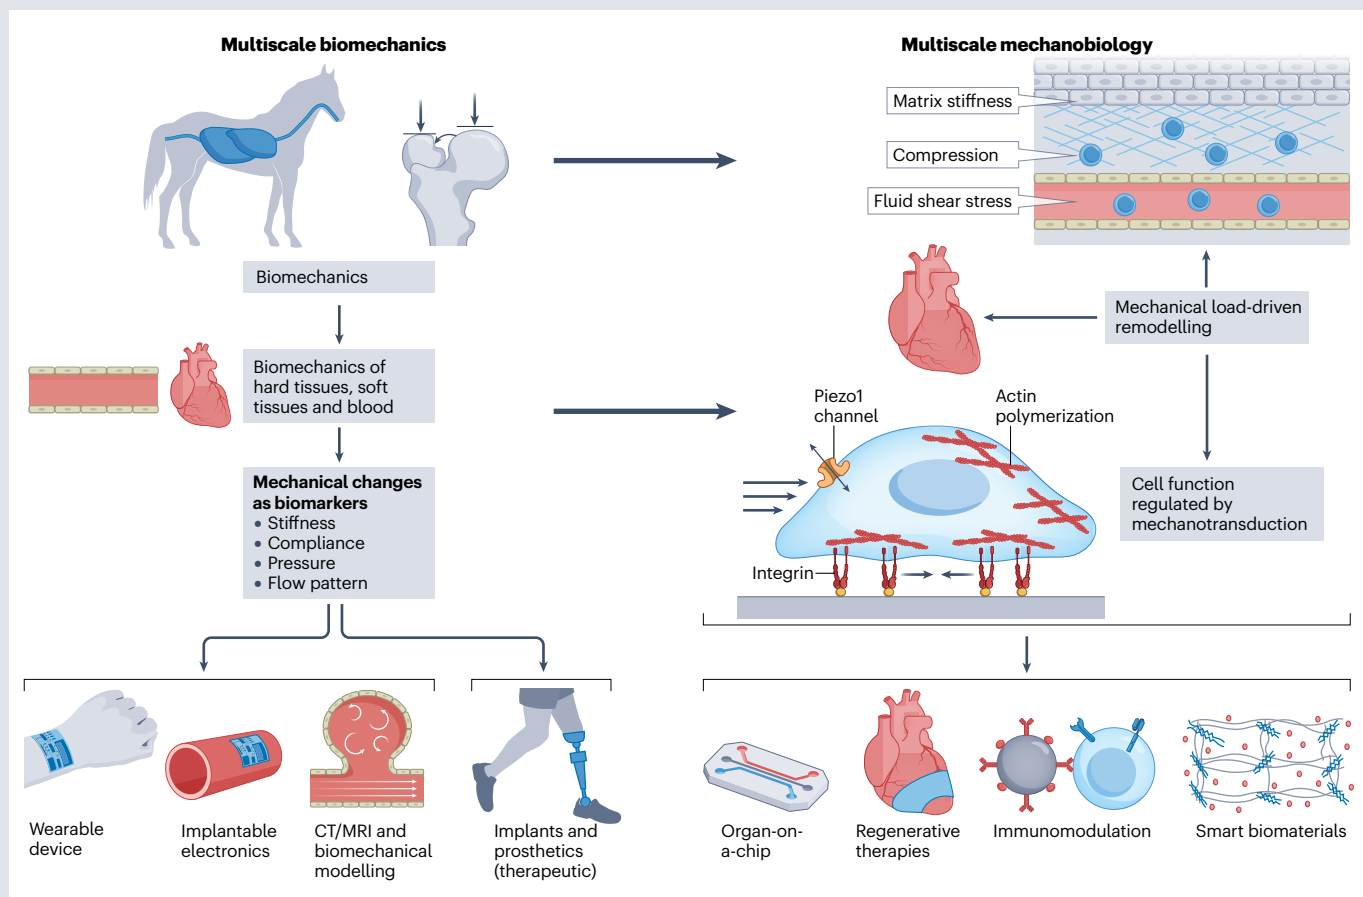 Multiscale biomechanics
Biomechanics
Biomechanics of
hard tissues, soft
tissues and blood
Mechanical changes
as biomarkers
• Stiffness
• Compliance
• Pressure
• Flow pattern
Wearable
device
Implantable
electronics
CT/MRI and
biomechanical
modelling
Implants and
prosthetics
(therapeutic)
Multiscale mechanobiology
Matrix stiffness
Compression
Fluid shear stress
Mechanical load-driven
remodelling
Piezo1
channel
Actin
polymerization
Cell function
regulated by
mechanotransduction
Integrin
Organ-on-
a-chip
Regenerative
therapies
Immunomodulation
Smart biomaterials